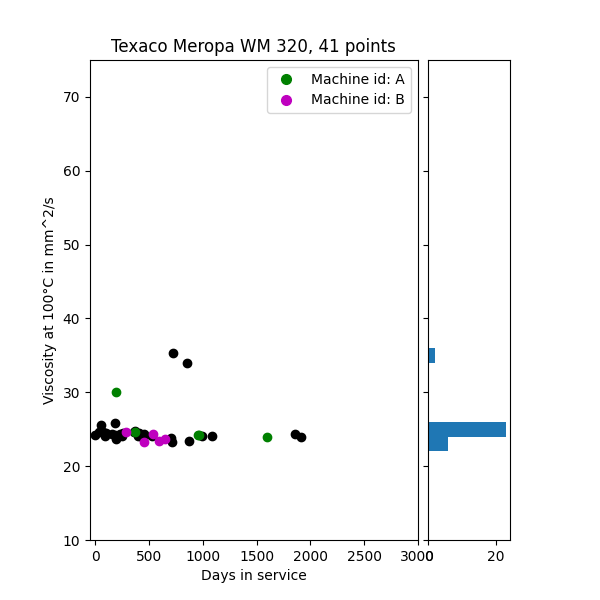 Texaco Meropa WM 320, 41 points
Machine id: A
Machine id: B
70
60
50
40
30
20
10
Viscosity at 100°C in mm^2/s
0 500 1000 1500 2000 2500 3000
0 20
Days in service